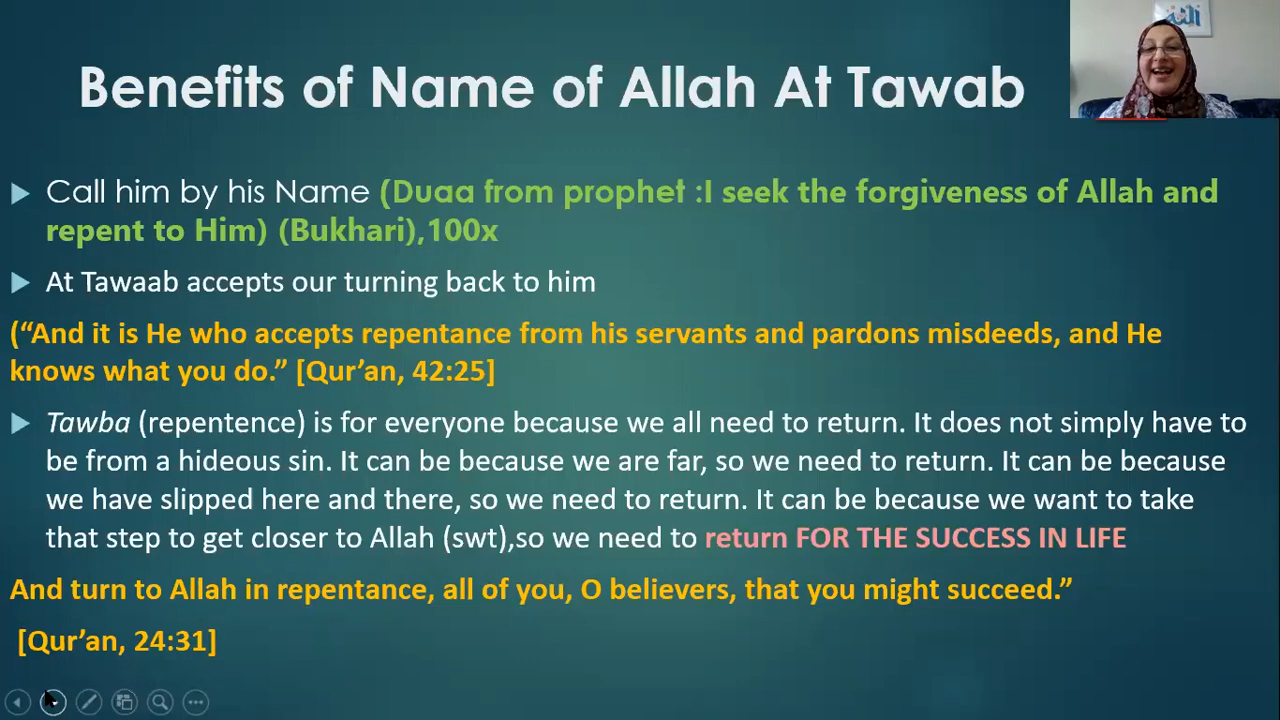 Benefits of Name of Allah At Tawab
Call him by his Name (Duaa from prophet :I seek the forgiveness of Allah and
repent to Him) (Bukhari),100x
At Tawaab accepts our turning back to him
(“And it is He who accepts repentance from his servants and pardons misdeeds, and He
knows what you do.” [Qur’an, 42:25]
Tawba (repentence) is for everyone because we all need to return. It does not simply have to
be from a hideous sin. It can be because we are far, so we need to return. It can be because
we have slipped here and there, so we need to return. It can be because we want to take
that step to get closer to Allah (swt),so we need to return FOR THE SUCCESS IN LIFE
And turn to Allah in repentance, all of you, O believers, that you might succeed.”
[Qur’an, 24:31]